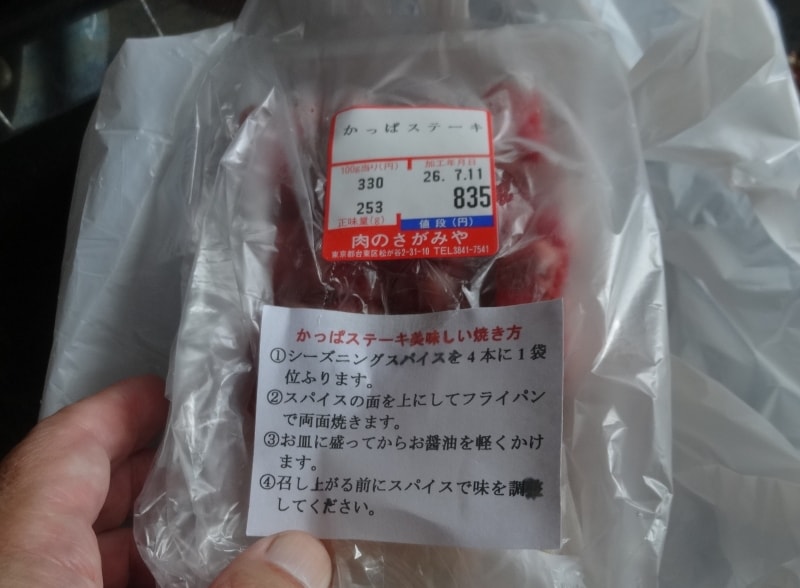 かっぱステーキ
100g当り(円) 加工年月日
330 26. 7.11
253 835
正味量(g) 値段(円)
肉のさがみや
東京都台東区松が谷2-31-10 TEL3841-7541
かっぱステーキ美味しい焼き方
①シーズニングスパイスを4本に1袋
位ふります。
②スパイスの面を上にしてフライパン
で両面焼きます。
③お皿に盛ってからお醤油を軽くかけ
ます。
④召し上がる前にスパイスで味を調整
してください。